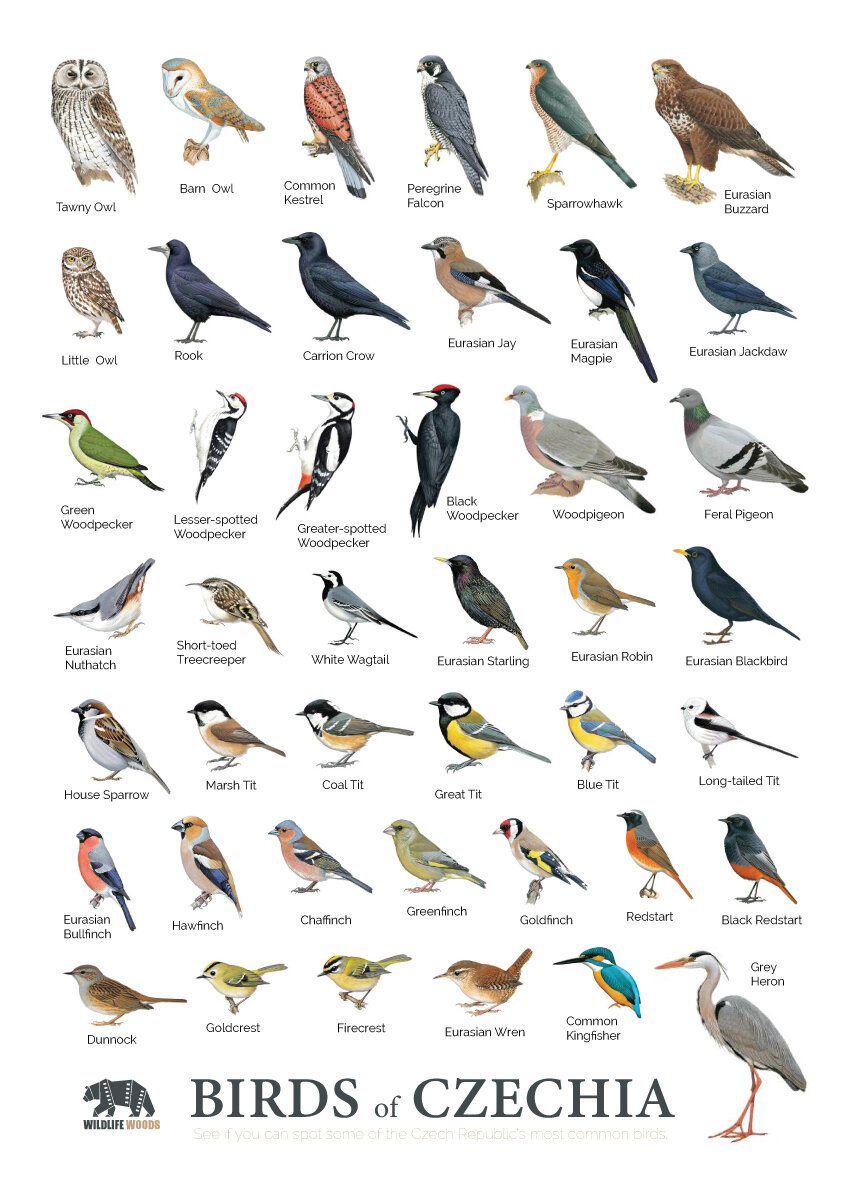 Tawny Owl
Barn Owl
Common
Kestrel
Peregrine
Falcon
Sparrowhawk
Eurasian
Buzzard
Little Owl
Rook
Carrion Crow
Eurasian Jay
Eurasian
Magpie
Eurasian Jackdaw
Green
Woodpecker
Lesser-spotted
Woodpecker
Greater-spotted
Woodpecker
Black
Woodpecker
Woodpigeon
Feral Pigeon
Eurasian
Nuthatch
Short-toed
Treecreeper
White Wagtail
Eurasian Starling
Eurasian Robin
Eurasian Blackbird
House Sparrow
Marsh Tit
Coal Tit
Great Tit
Blue Tit
Long-tailed Tit
Eurasian
Bullfinch
Hawfinch
Chaffinch
Greenfinch
Goldfinch
Redstart
Black Redstart
Dunnock
Goldcrest
Firecrest
Eurasian Wren
Common
Kingfisher
Grey
Heron
WILDLIFE WOODS
BIRDS of CZECHIA
See if you can spot some of the Czech Republic's most common birds.